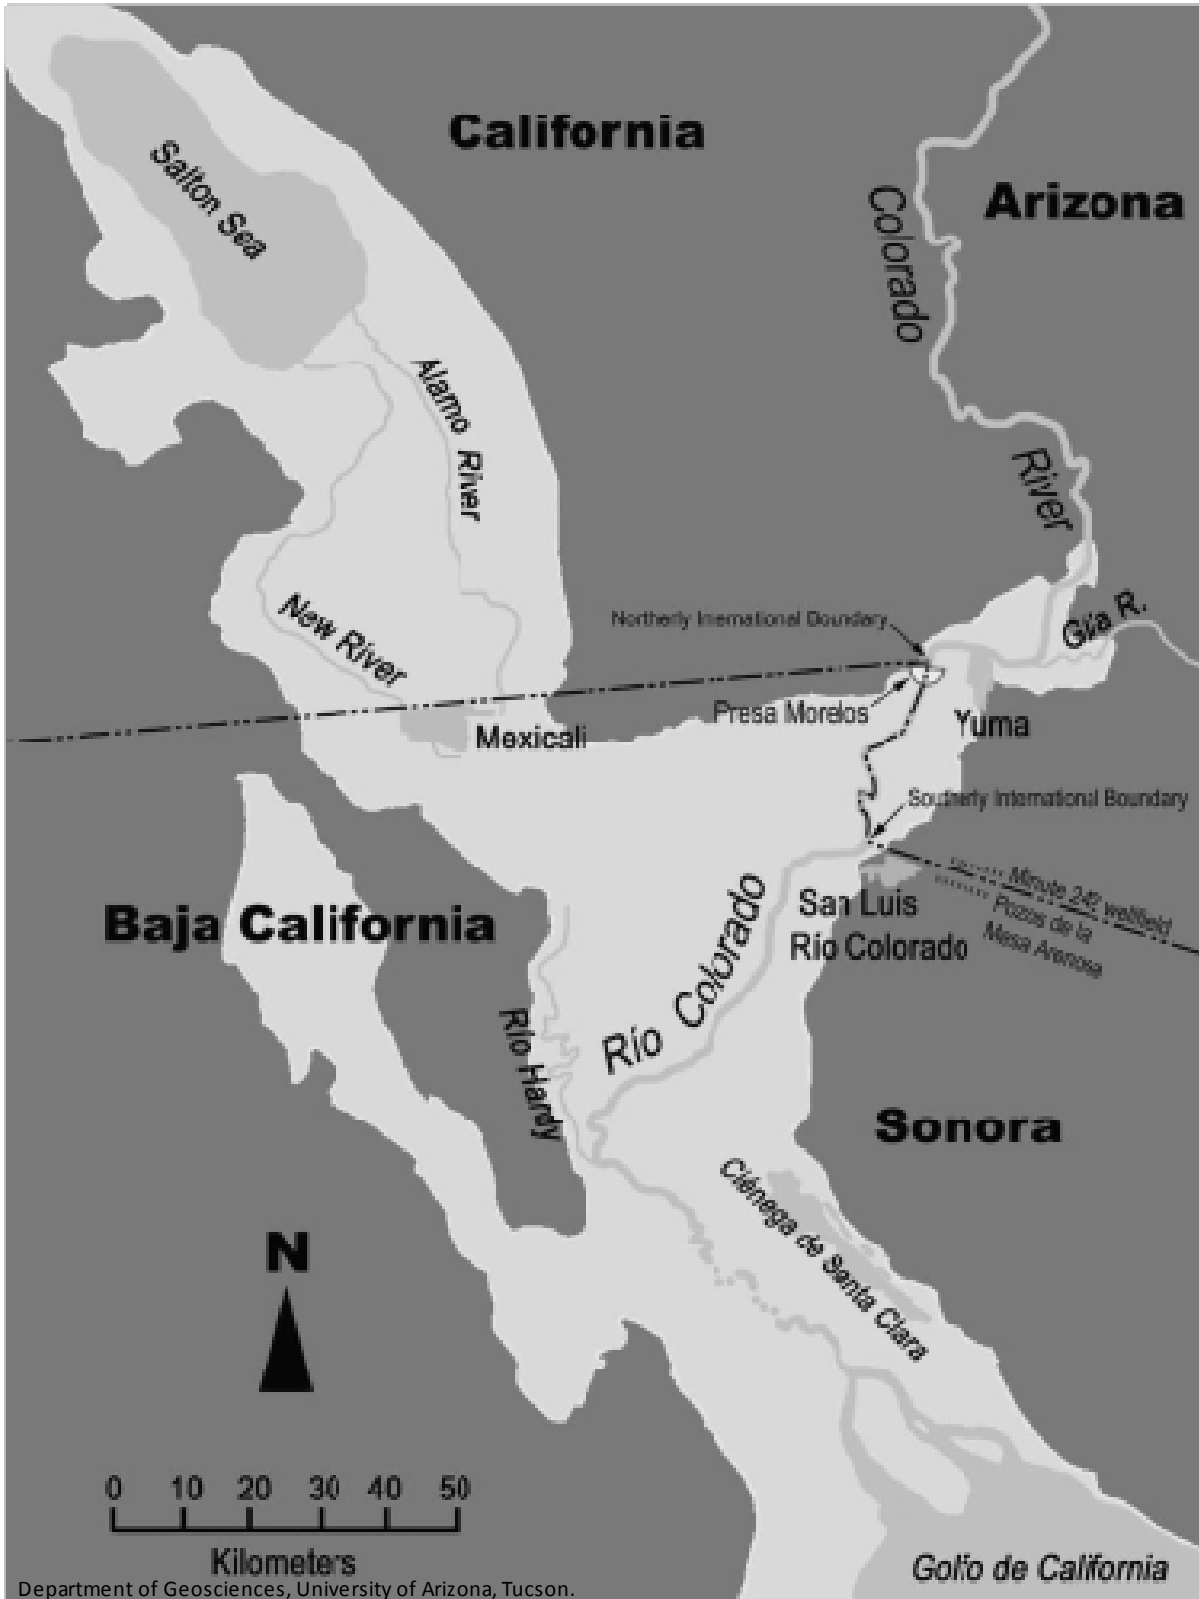 California
Arizona
Salton Sea
Colorado
River
Alamo River
New River
Northerly International Boundary
Gila R.
Presa Morelos
Yuma
Mexicali
Southerly International Boundary
Minute 242 wellfield
Pozos de la
Mesa Arenosa
San Luis
Río Colorado
Baja California
Río Colorado
Río Hardy
Sonora
Ciénega de Santa Clara
N
0 10 20 30 40 50
Kilometers
Golfo de California
Department of Geosciences, University of Arizona, Tucson.